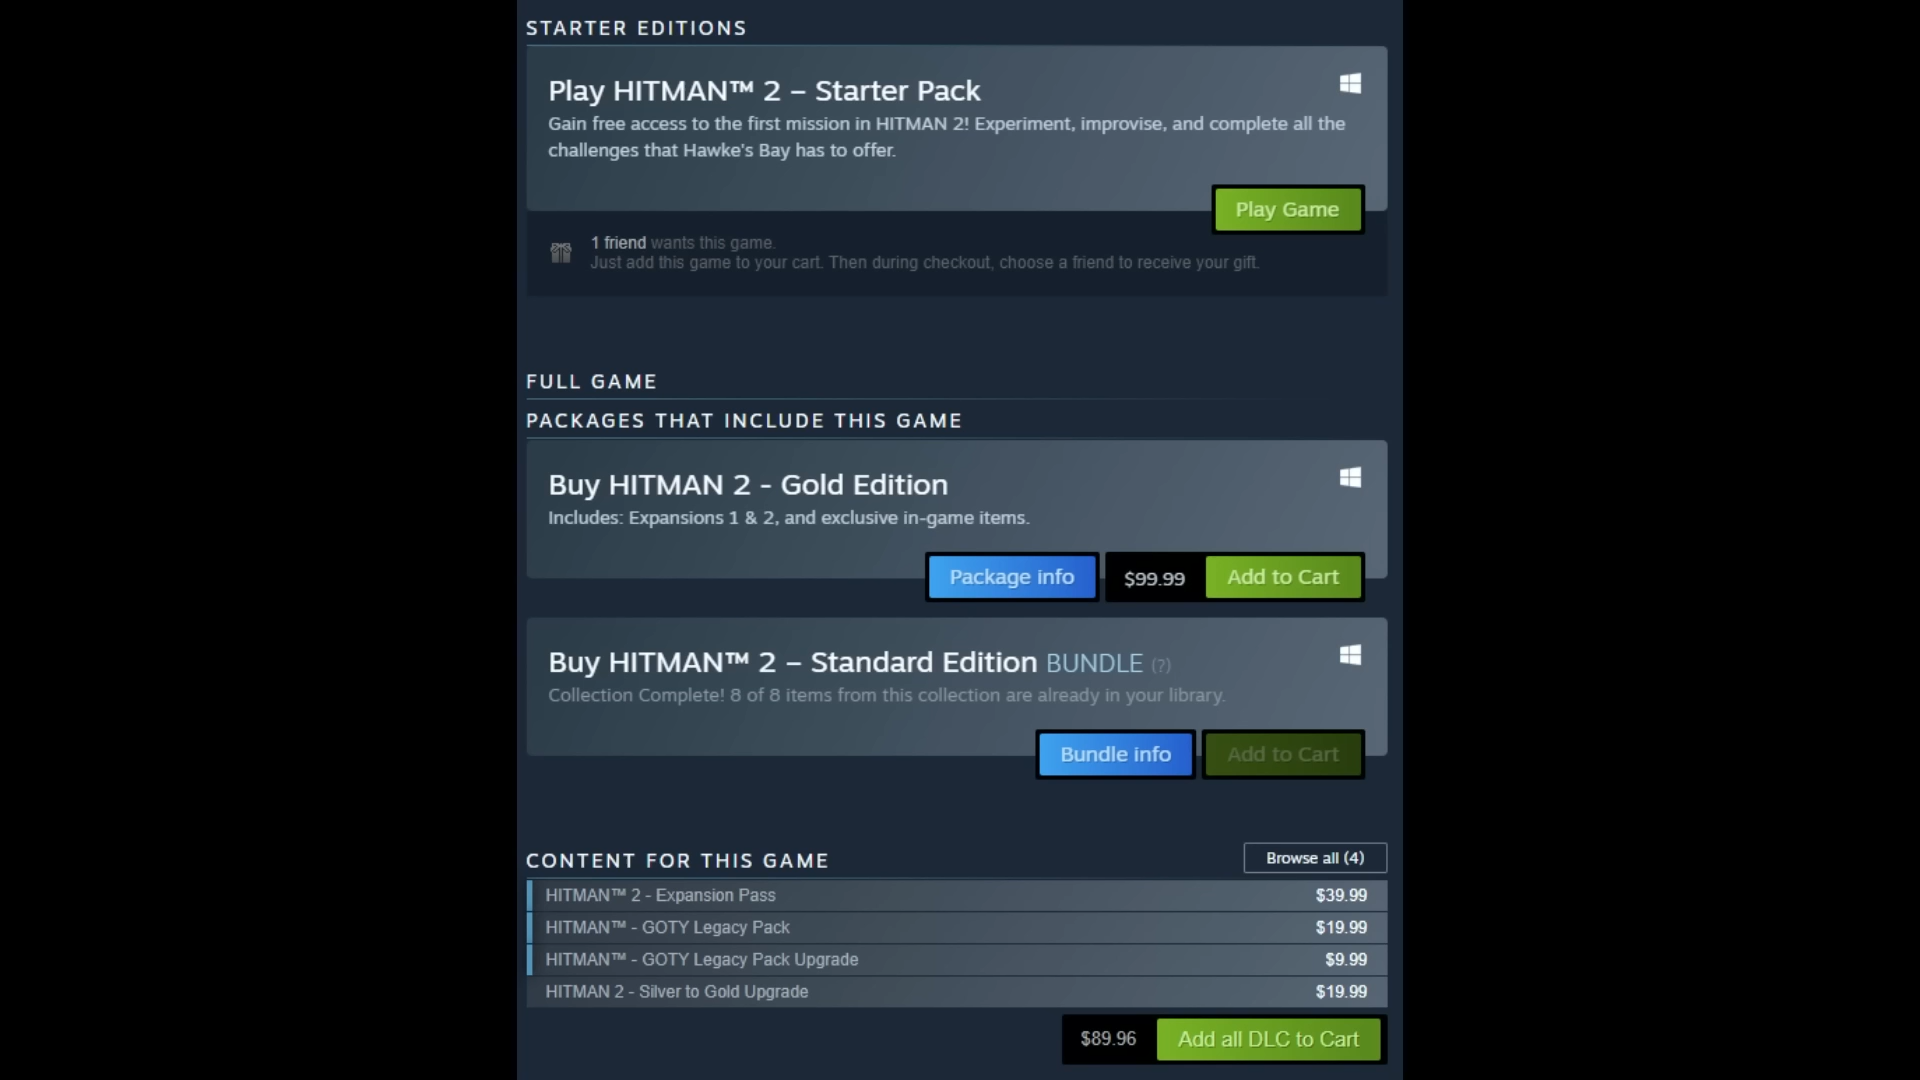 STARTER EDITIONS
Play HITMAN™ 2 – Starter Pack
Gain free access to the first mission in HITMAN 2! Experiment, improvise, and complete all the
challenges that Hawke's Bay has to offer.
Play Game
1 friend wants this game.
Just add this game to your cart. Then during checkout, choose a friend to receive your gift.
FULL GAME
PACKAGES THAT INCLUDE THIS GAME
Buy HITMAN 2 - Gold Edition
Includes: Expansions 1 & 2, and exclusive in-game items.
Package info $99.99 Add to Cart
Buy HITMAN™ 2 – Standard Edition BUNDLE (?)
Collection Complete! 8 of 8 items from this collection are already in your library.
Bundle info Add to Cart
CONTENT FOR THIS GAME Browse all (4)
HITMAN™ 2 - Expansion Pass $39.99
HITMAN™ - GOTY Legacy Pack $19.99
HITMAN™ - GOTY Legacy Pack Upgrade $9.99
HITMAN 2 - Silver to Gold Upgrade $19.99
$89.96 Add all DLC to Cart